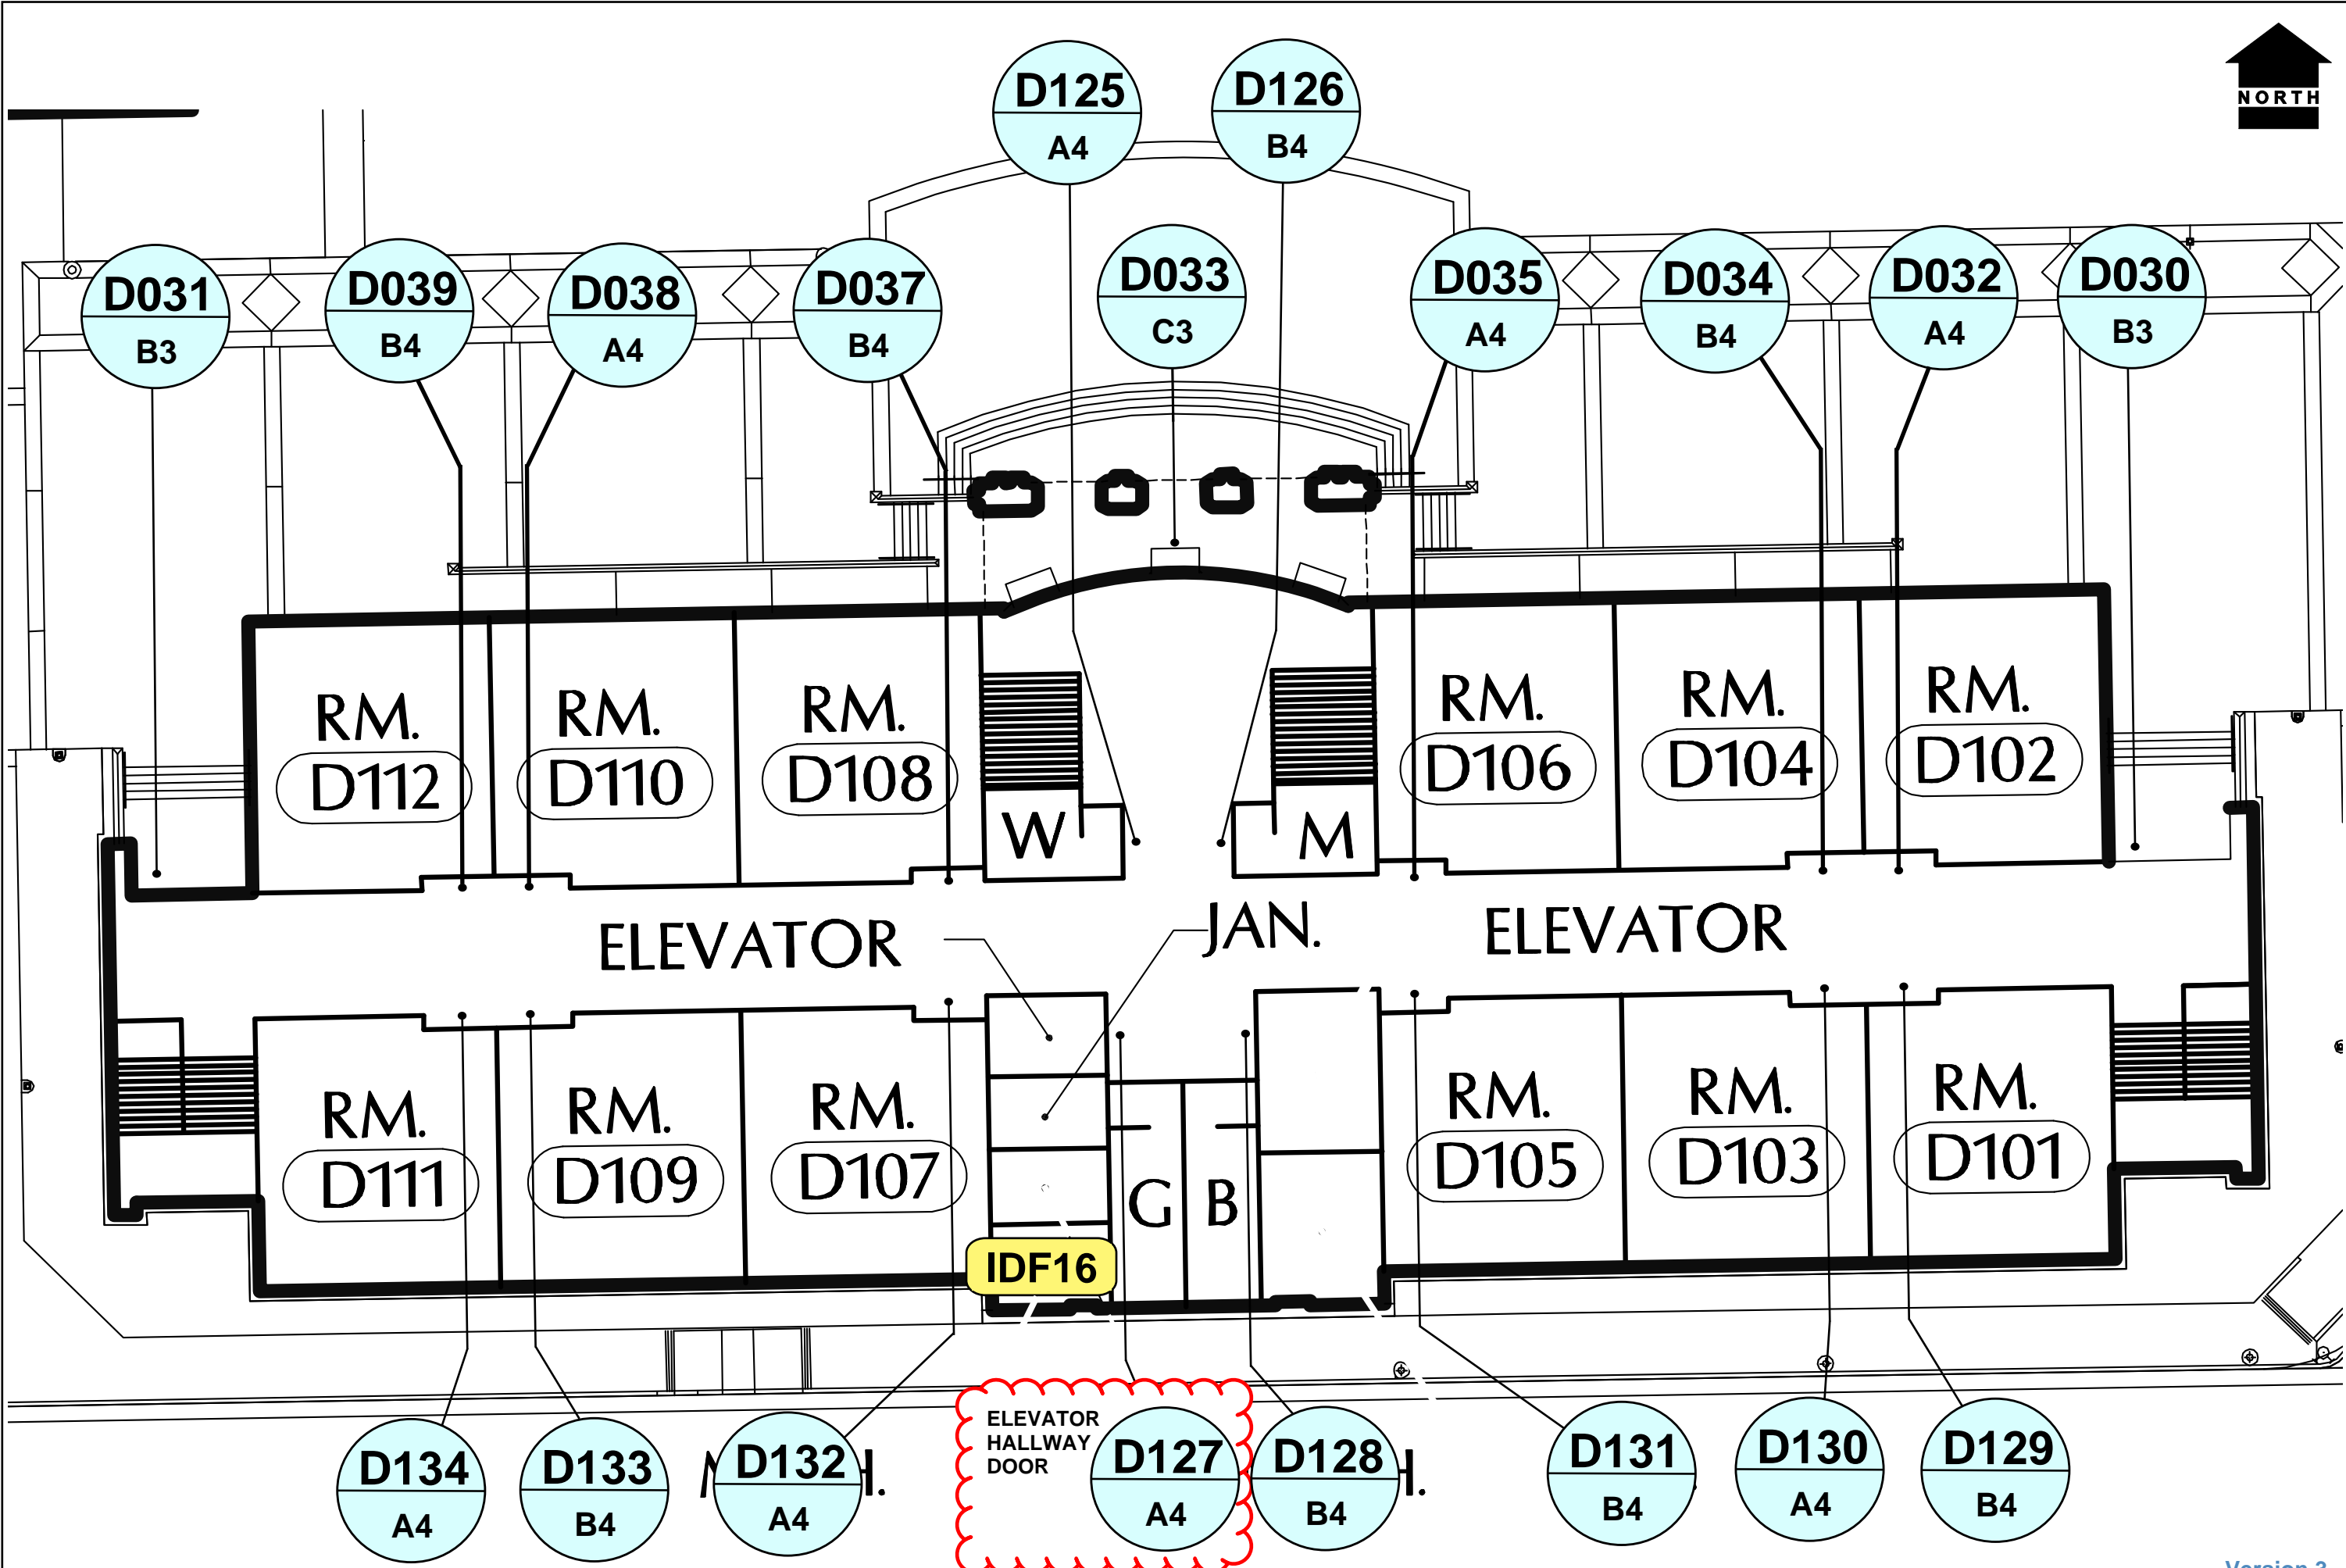 NORTH
D125
A4
D126
B4
D031
B3
D039
B4
D038
A4
D037
B4
D033
C3
D035
A4
D034
B4
D032
A4
D030
B3
RM.
D112
RM.
D110
RM.
D108
RM.
D106
RM.
D104
RM.
D102
W
M
ELEVATOR
JAN.
ELEVATOR
RM.
D111
RM.
D109
RM.
D107
G
B
RM.
D105
RM.
D103
RM.
D101
IDF16
ELEVATOR
HALLWAY
DOOR
D134
A4
D133
B4
D132
A4
D127
A4
D128
B4
D131
B4
D130
A4
D129
B4
Version 3